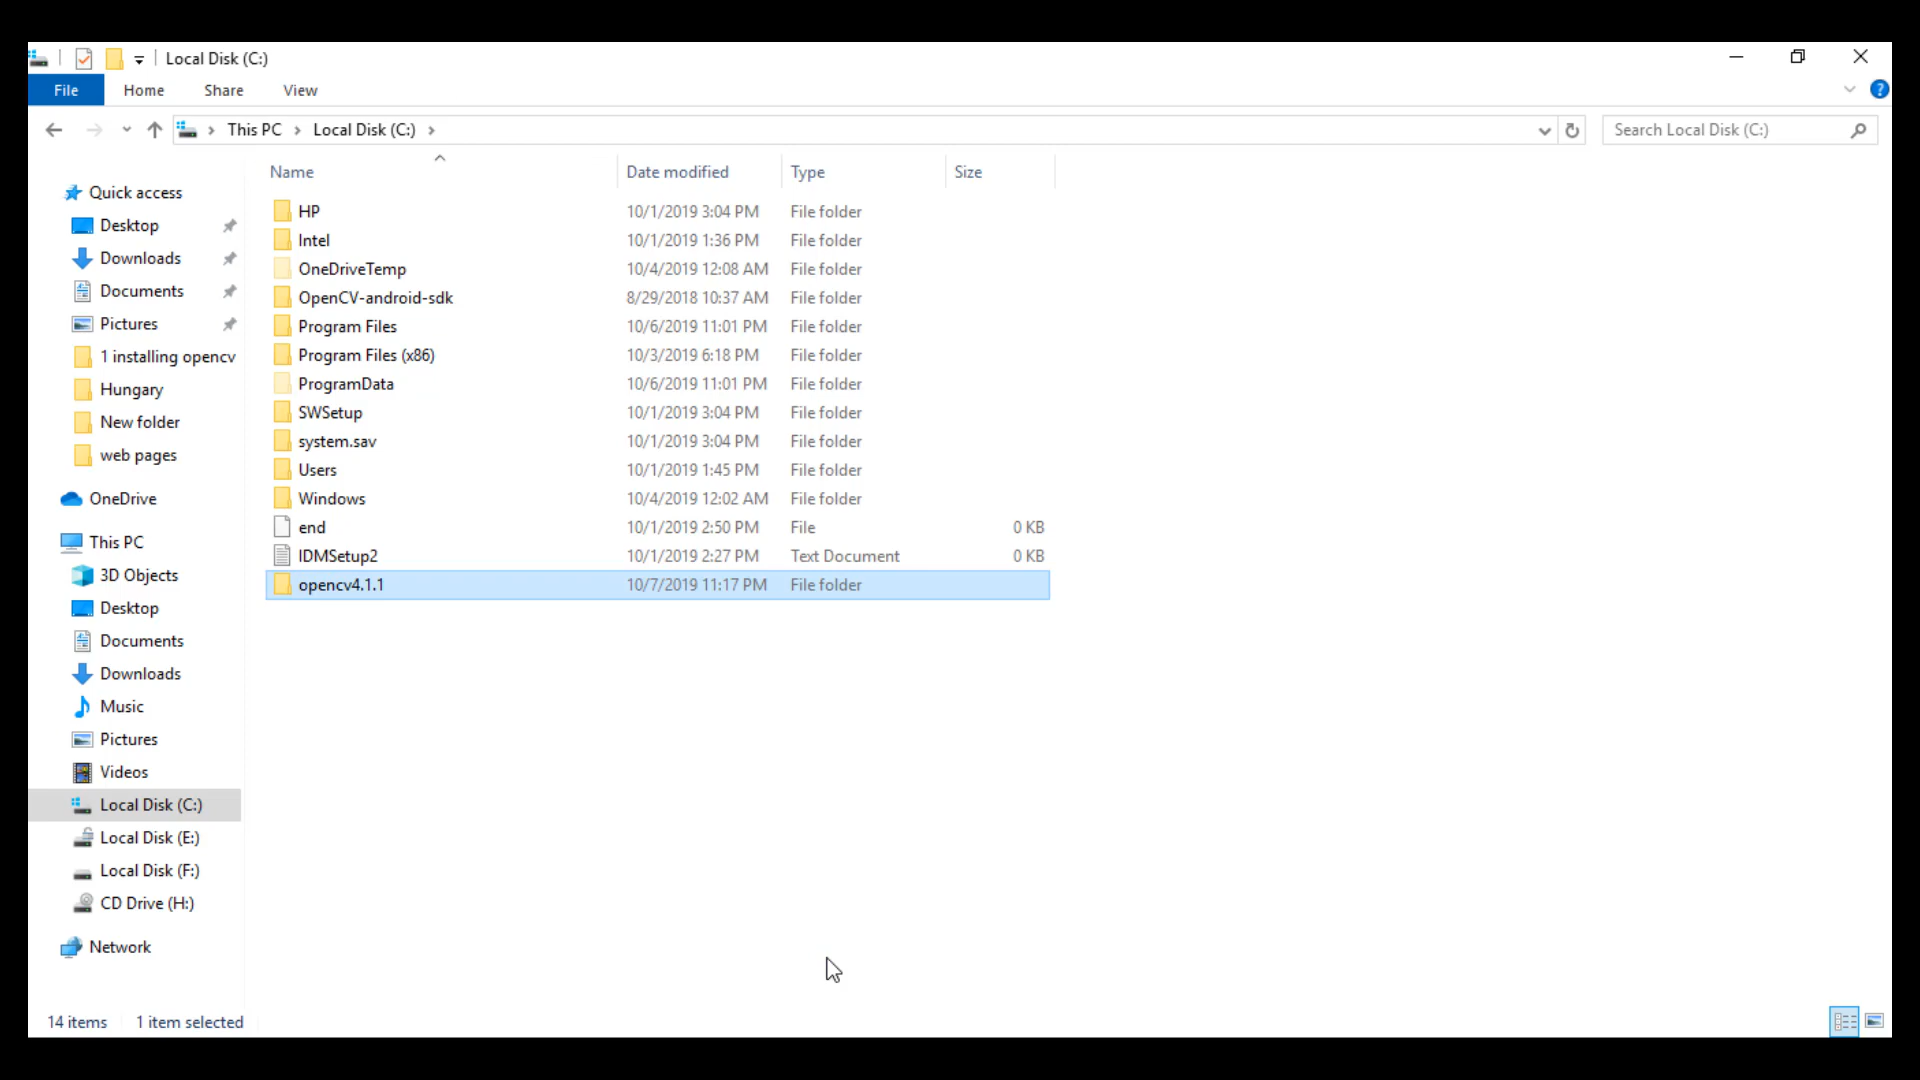 Local Disk (C:)
File Home Share View
This PC Local Disk (C:) Search Local Disk (C:)
Name Date modified Type Size
Quick access
Desktop
Downloads
Documents
Pictures
1 installing opencv
Hungary
New folder
web pages
OneDrive
This PC
3D Objects
Desktop
Documents
Downloads
Music
Pictures
Videos
Local Disk (C:)
Local Disk (E:)
Local Disk (F:)
CD Drive (H:)
Network
HP 10/1/2019 3:04 PM File folder
Intel 10/1/2019 1:36 PM File folder
OneDriveTemp 10/4/2019 12:08 AM File folder
OpenCV-android-sdk 8/29/2018 10:37 AM File folder
Program Files 10/6/2019 11:01 PM File folder
Program Files (x86) 10/3/2019 6:18 PM File folder
ProgramData 10/6/2019 11:01 PM File folder
SWSetup 10/1/2019 3:04 PM File folder
system.sav 10/1/2019 3:04 PM File folder
Users 10/1/2019 1:45 PM File folder
Windows 10/4/2019 12:02 AM File folder
end 10/1/2019 2:50 PM File 0 KB
IDMSetup2 10/1/2019 2:27 PM Text Document 0 KB
opencv4.1.1 10/7/2019 11:17 PM File folder
14 items 1 item selected